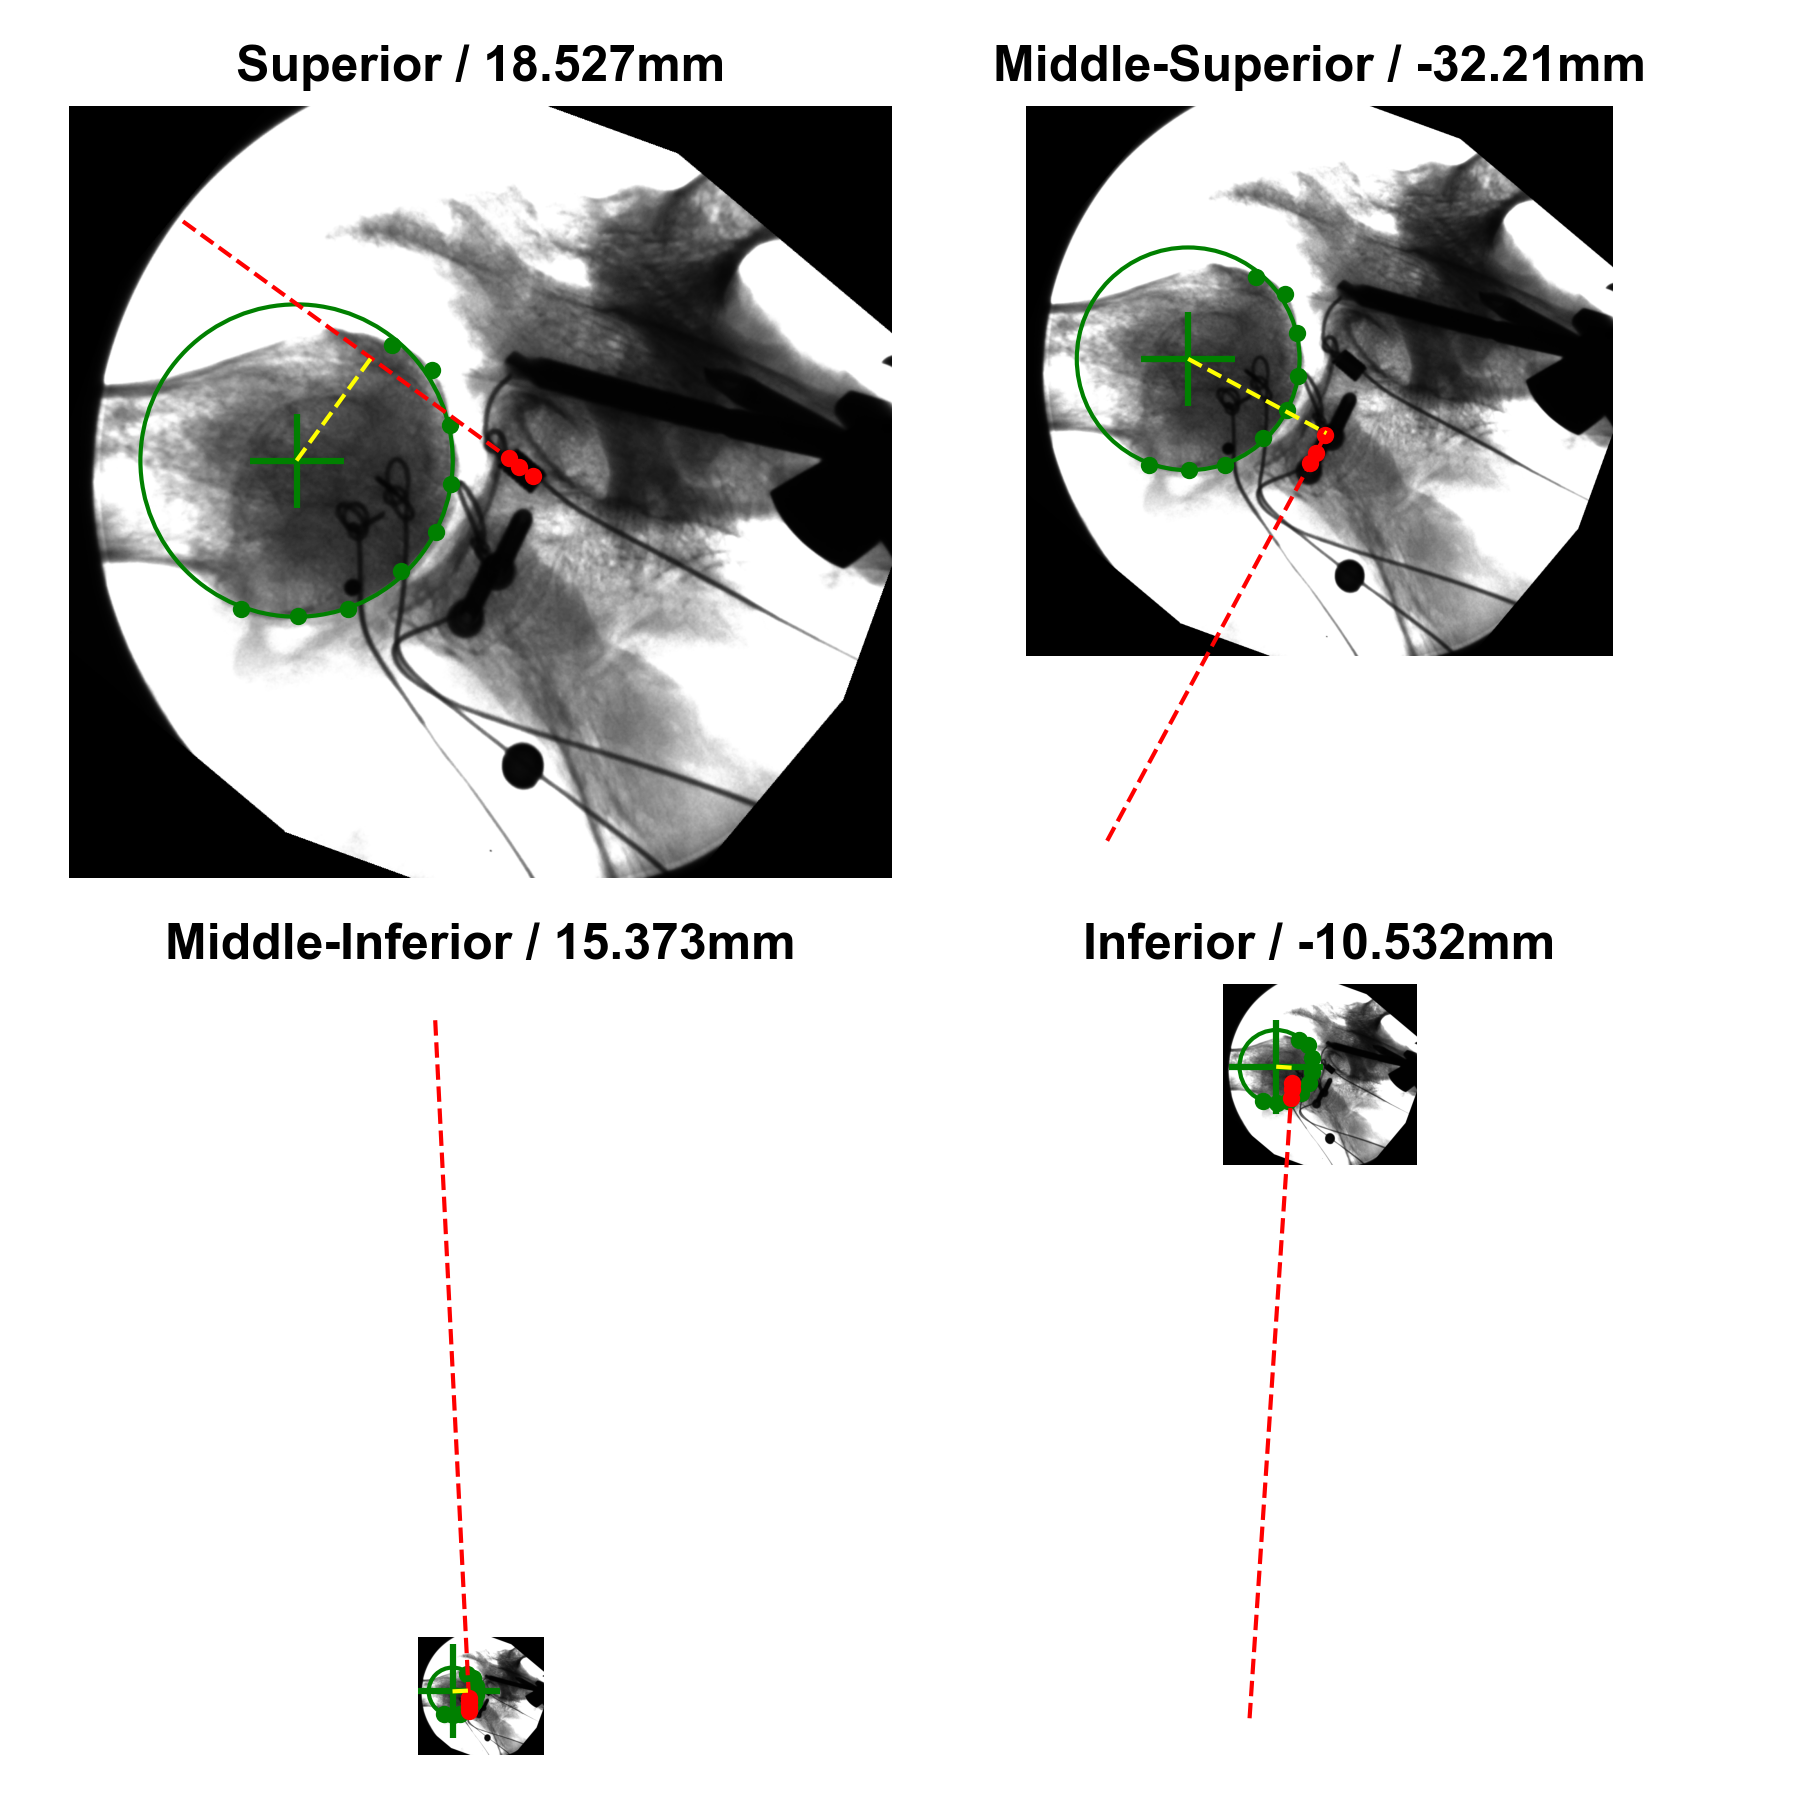 Superior / 18.527mm
Middle-Superior / -32.21mm
Middle-Inferior / 15.373mm
Inferior / -10.532mm